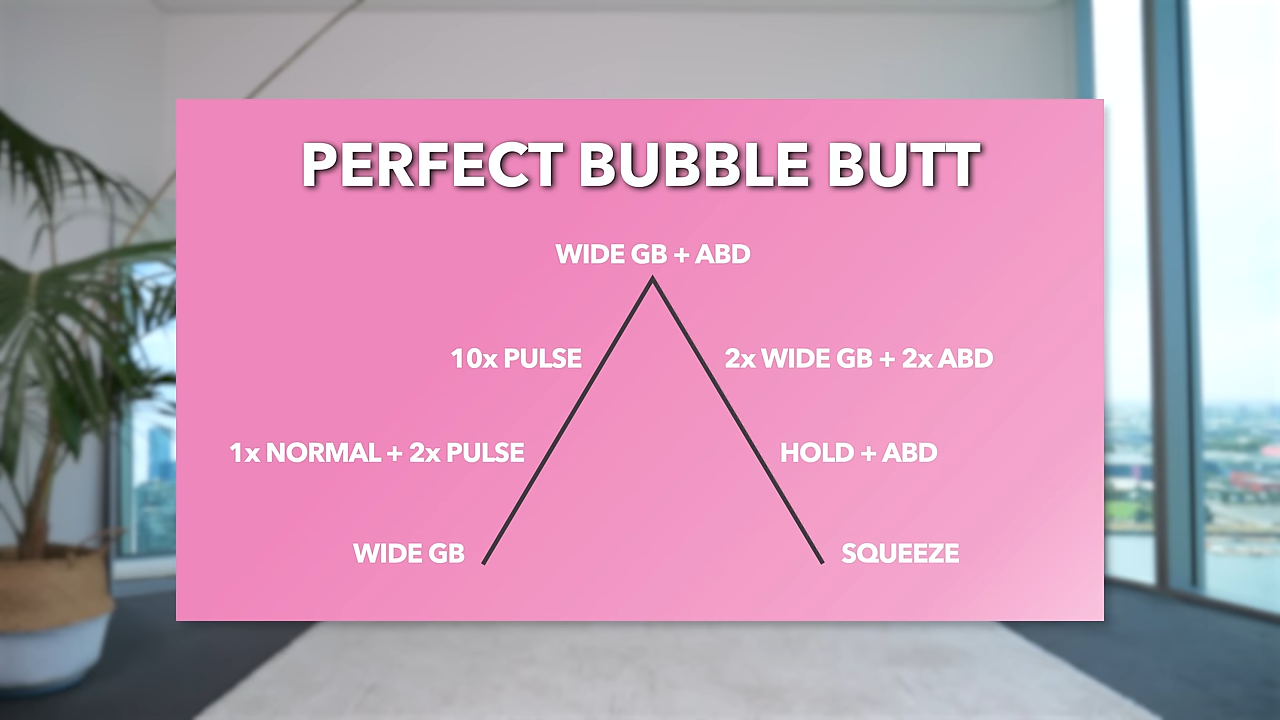 PERFECT BUBBLE BUTT
WIDE GB + ABD
10x PULSE
2x WIDE GB + 2x ABD
1x NORMAL + 2x PULSE
HOLD + ABD
WIDE GB
SQUEEZE